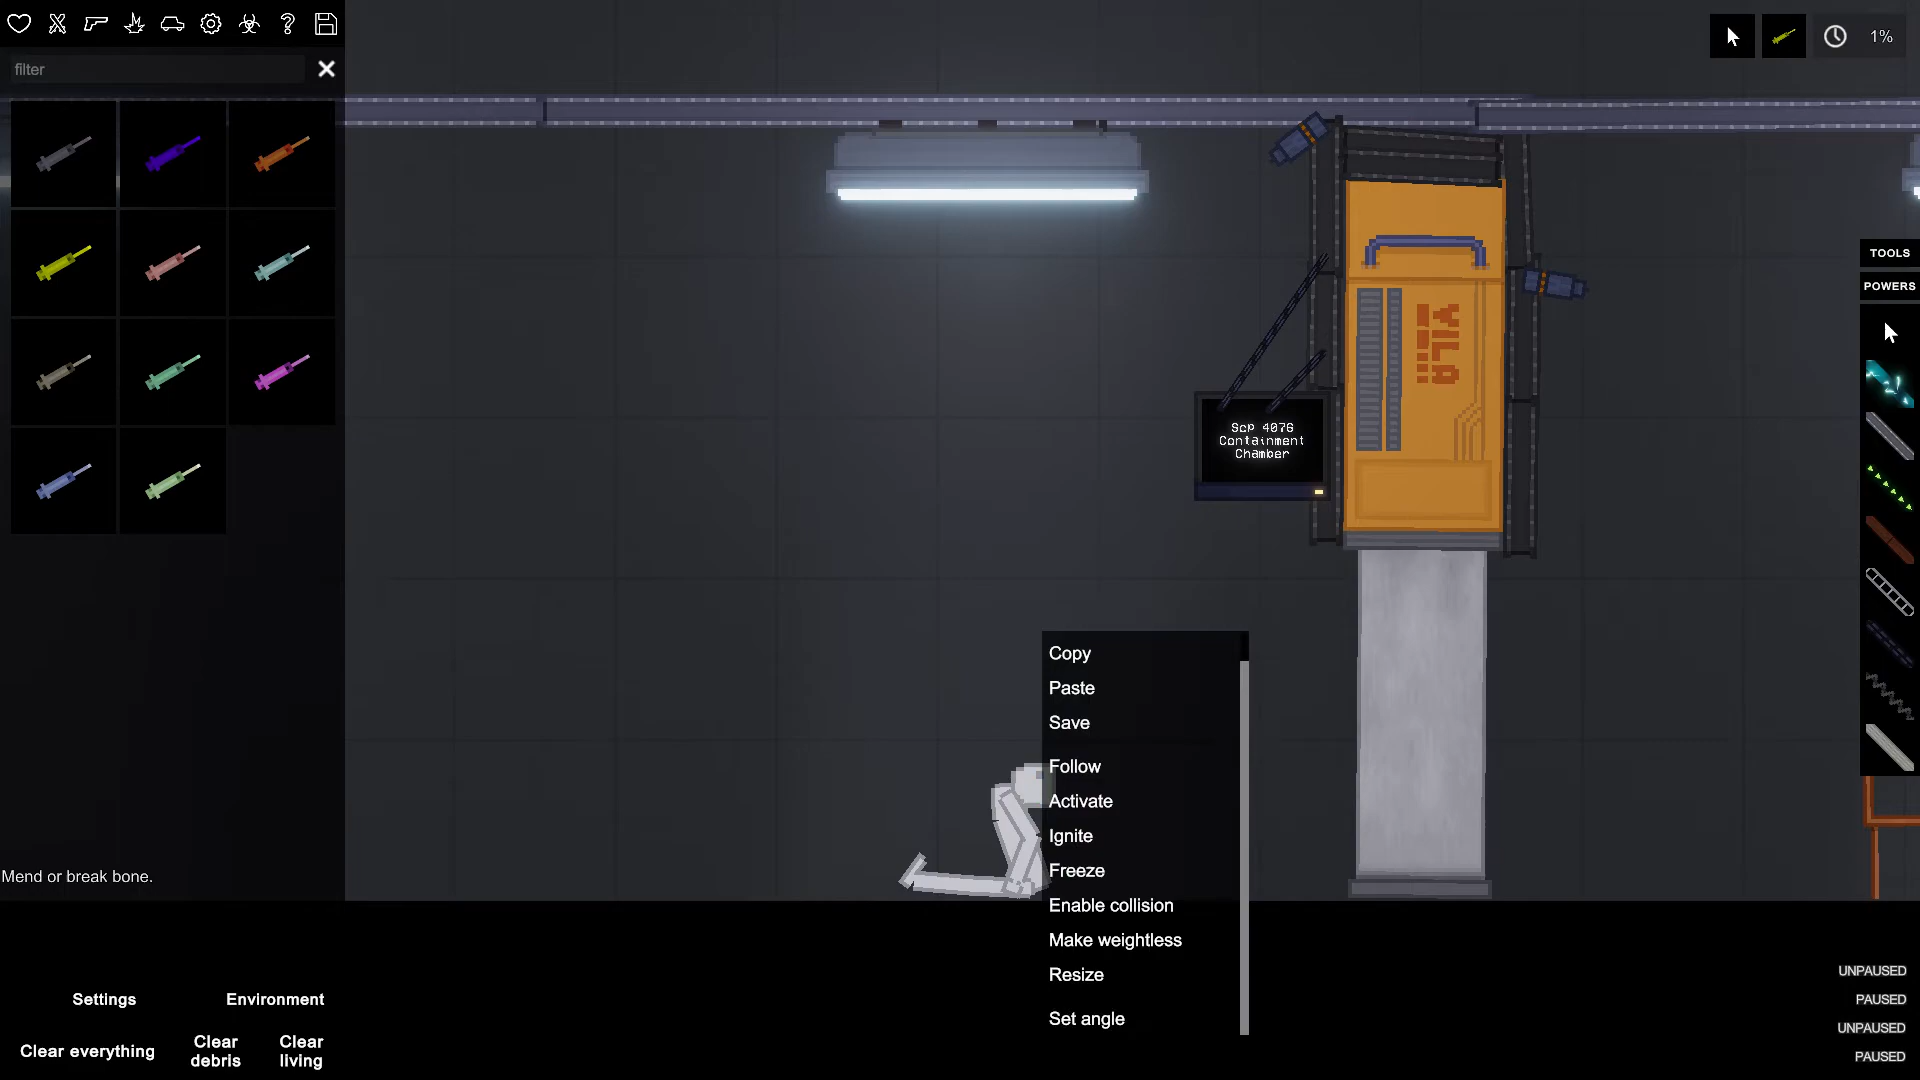 filter
1%
TOOLS
POWERS
Scp 4076
Containment
Chamber
Copy
Paste
Save
Follow
Activate
Ignite
Freeze
Enable collision
Make weightless
Resize
Set angle
Mend or break bone.
Settings
Environment
Clear everything
Clear
debris
Clear
living
UNPAUSED
PAUSED
UNPAUSED
PAUSED